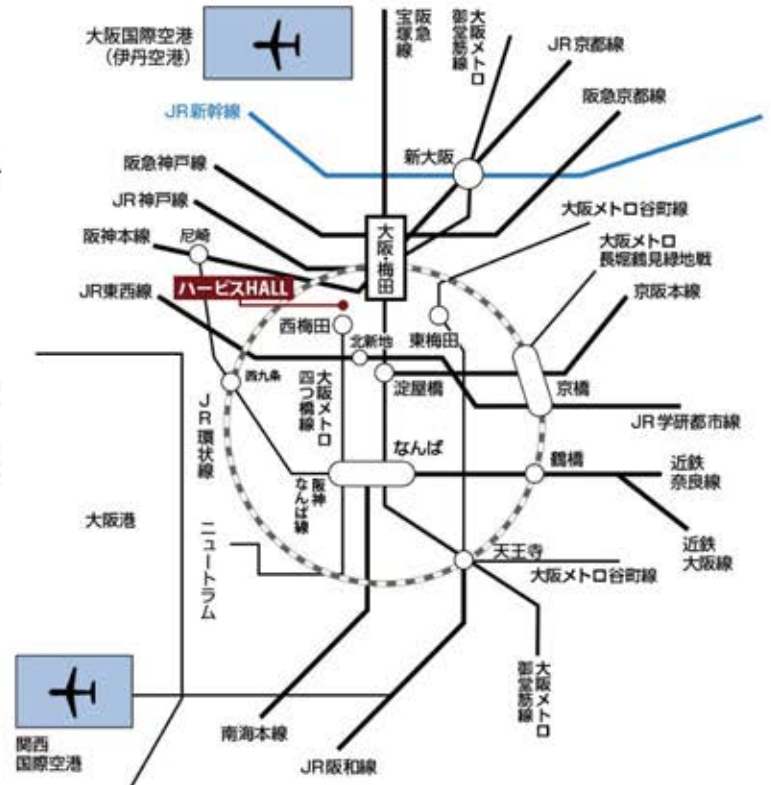 大阪国際空港
（伊丹空港）
阪急
宝塚線
大阪メトロ
御堂筋線
JR京都線
阪急京都線
JR新幹線
新大阪
阪急神戸線
JR神戸線
阪神本線
尼崎
大阪・梅田
大阪メトロ谷町線
大阪メトロ
長堀鶴見緑地戦
JR東西線
ハービスHALL
京阪本線
西梅田
東梅田
北新地
西九条
大阪メトロ
四つ橋線
淀屋橋
京橋
JR学研都市線
JR環状線
なんば
鶴橋
近鉄
奈良線
阪神
なんば線
大阪港
ニュートラム
近鉄
大阪線
天王寺
大阪メトロ谷町線
大阪メトロ
御堂筋線
関西
国際空港
南海本線
JR阪和線